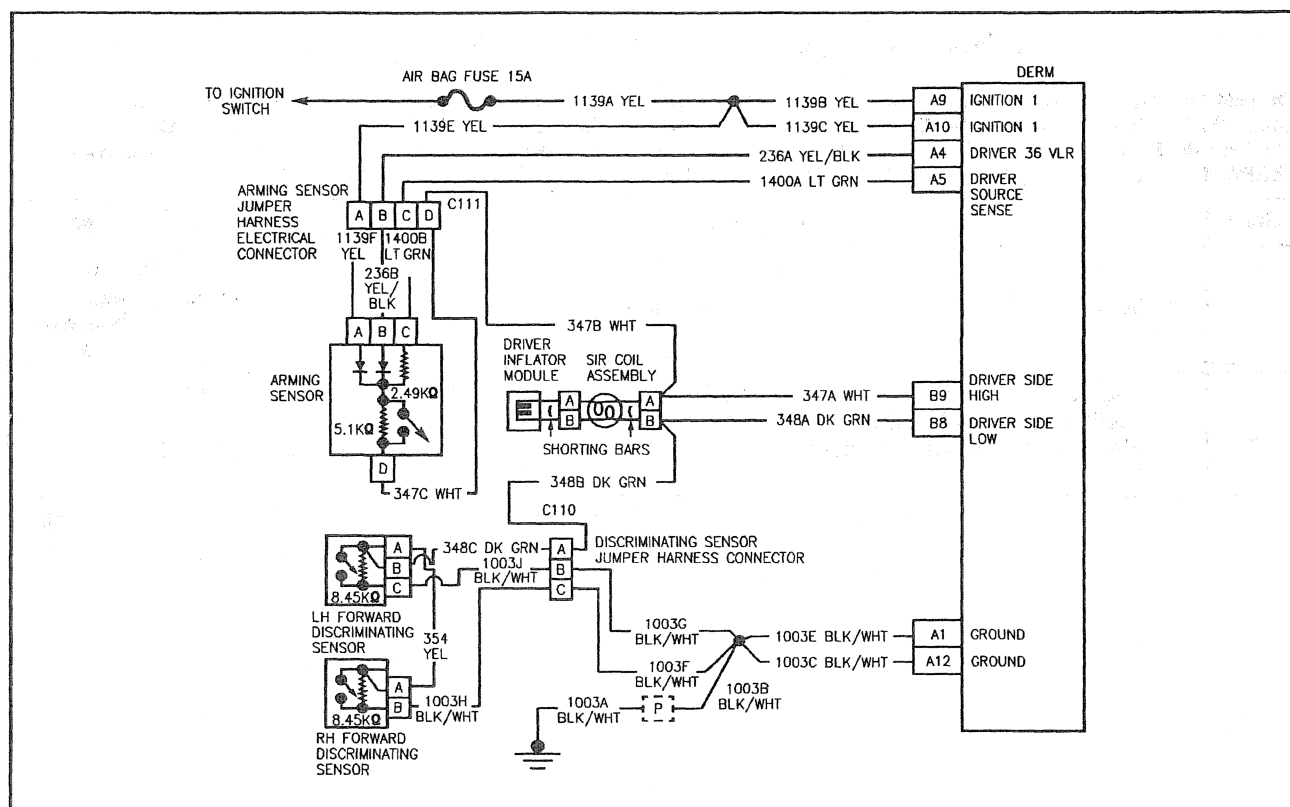 DERM
AIR BAG FUSE 15A
TO IGNITION
SWITCH
1139A YEL
1139B YEL
A9
IGNITION 1
1139E YEL
1139C YEL
A10
IGNITION 1
236A YEL/BLK
A4
DRIVER 36 VLR
1400A LT GRN
A5
DRIVER
SOURCE
SENSE
ARMING SENSOR
JUMPER
HARNESS
ELECTRICAL
CONNECTOR
A B C D
C111
1139F
YEL
1400B
LT GRN
236B
YEL/
BLK
A B C
ARMING
SENSOR
2.49KΩ
5.1KΩ
D
347C WHT
347B WHT
DRIVER
INFLATOR
MODULE
SIR COIL
ASSEMBLY
A
B
A
B
SHORTING BARS
347A WHT
B9
DRIVER SIDE
HIGH
348A DK GRN
B8
DRIVER SIDE
LOW
348B DK GRN
C110
DISCRIMINATING SENSOR
JUMPER HARNESS CONNECTOR
A
B
C
348C DK GRN
1003J
BLK/WHT
A
B
C
8.45KΩ
LH FORWARD
DISCRIMINATING
SENSOR
354
YEL
A
B
1003H
BLK/WHT
8.45KΩ
RH FORWARD
DISCRIMINATING
SENSOR
1003G
BLK/WHT
1003F
BLK/WHT
1003E BLK/WHT
A1
GROUND
1003C BLK/WHT
A12
GROUND
1003B
BLK/WHT
1003A
BLK/WHT
P